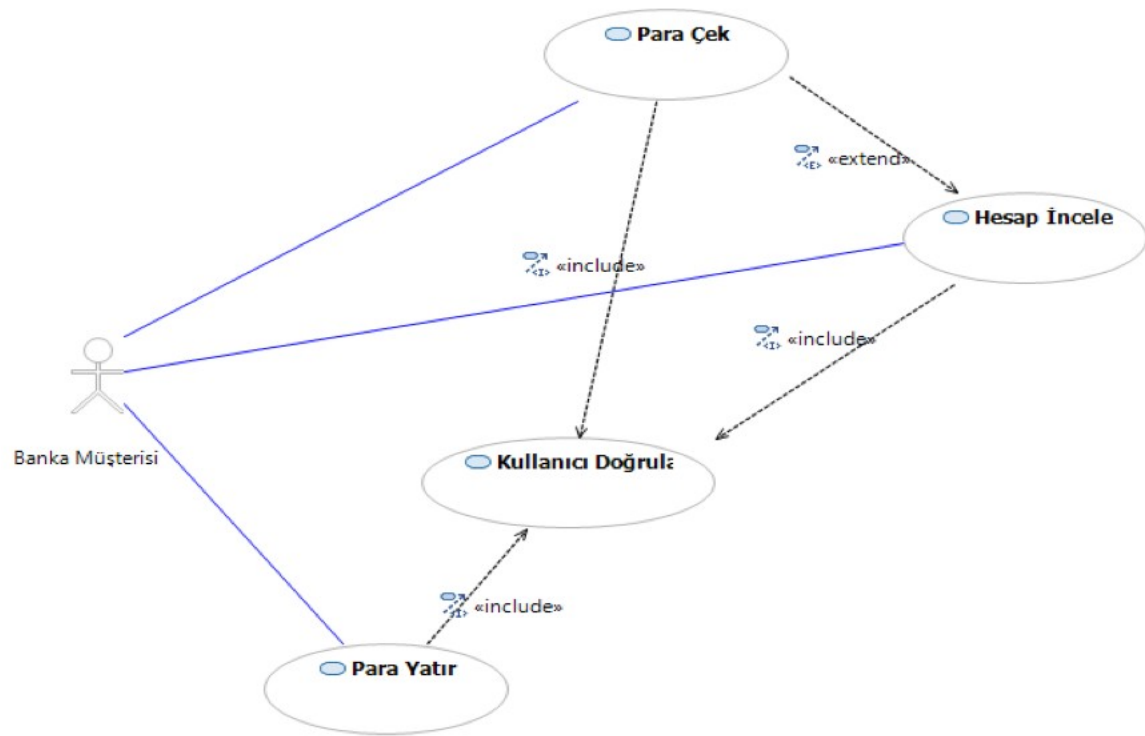 Para Çek
«extend»
Hesap İncele
«include»
«include»
Banka Müşterisi
Kullanıcı Doğrula
«include»
Para Yatır